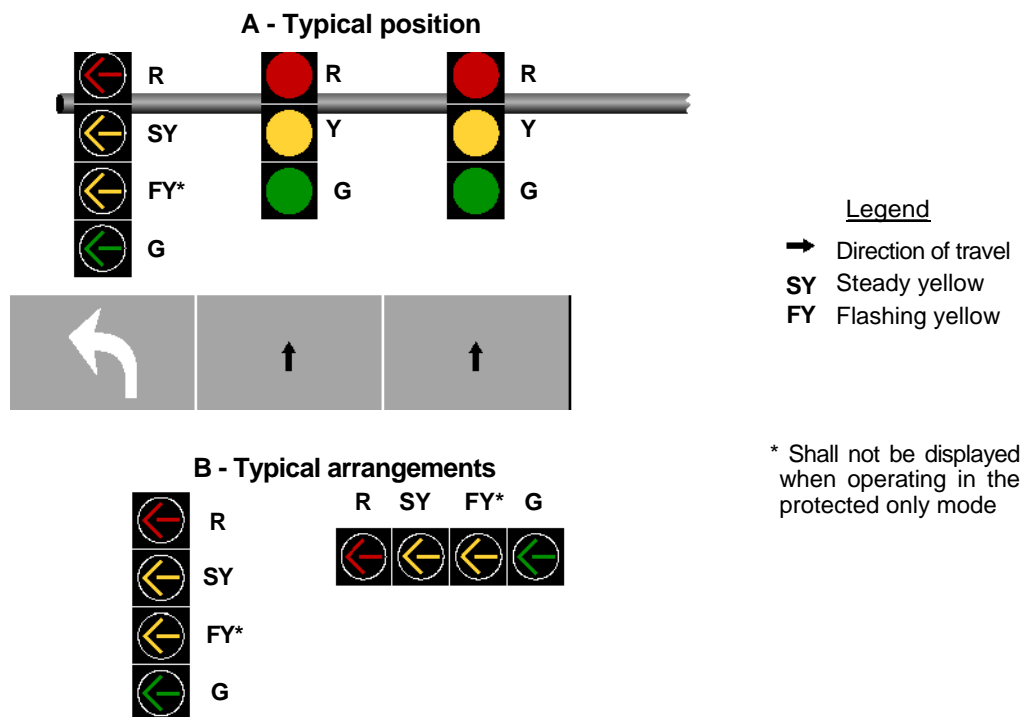 A - Typical position
R R R
SY Y Y
FY* G G
G
Legend
Direction of travel
SY Steady yellow
FY Flashing yellow
* Shall not be displayed
when operating in the
protected only mode
B - Typical arrangements
R SY FY* G
R
SY
FY*
G